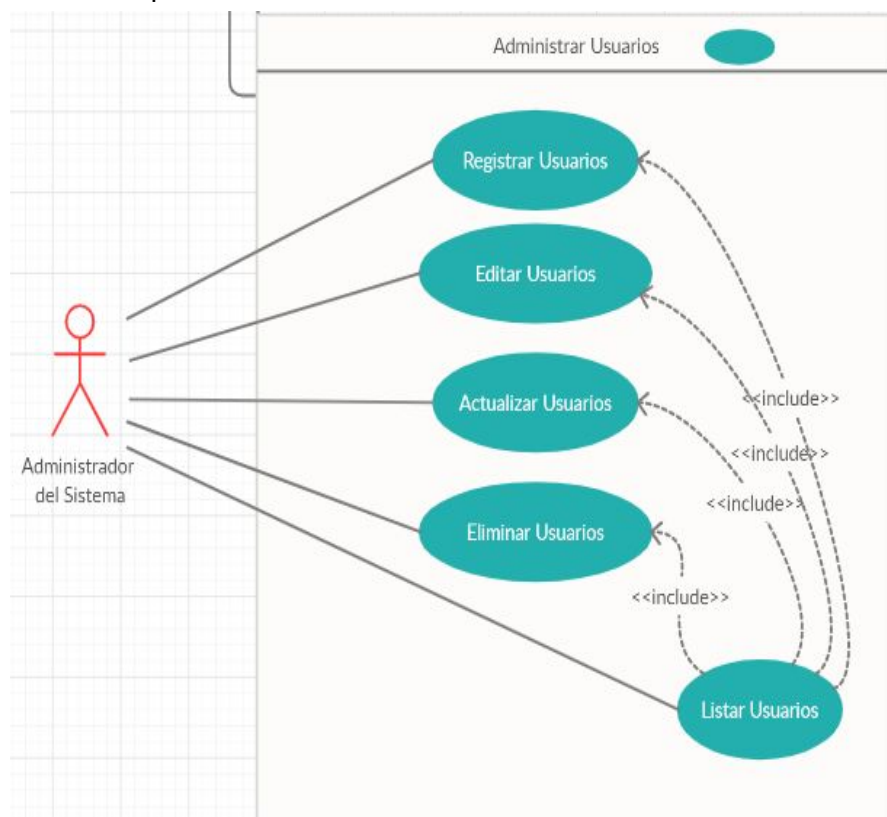 Administrar Usuarios
Registrar Usuarios
Editar Usuarios
<<include>>
Actualizar Usuarios
<<include>>
Administrador
del Sistema
<<include>>
Eliminar Usuarios
<<include>>
Listar Usuarios